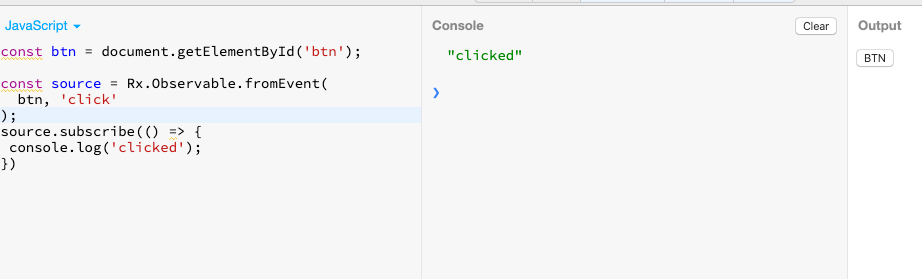 JavaScript
const btn = document.getElementById('btn');
const source = Rx.Observable.fromEvent(
  btn, 'click'
);
source.subscribe(() => {
 console.log('clicked');
})
Console
Clear
"clicked"
Output
BTN